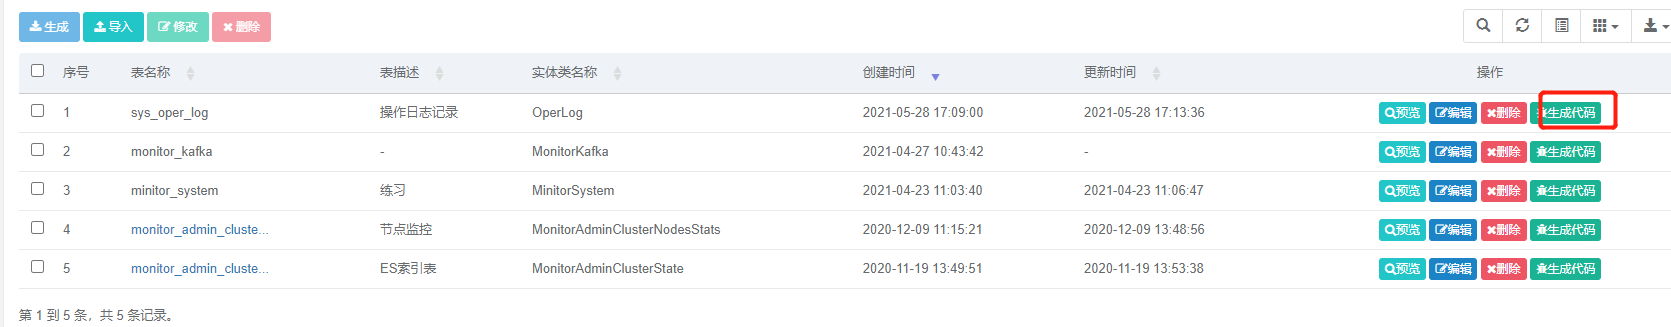 生成 导入 修改 删除
序号 表名称 表描述 实体类名称 创建时间 更新时间 操作
1 sys_oper_log 操作日志记录 OperLog 2021-05-28 17:09:00 2021-05-28 17:13:36 预览 编辑 删除 生成代码
2 monitor_kafka - MonitorKafka 2021-04-27 10:43:42 - 预览 编辑 删除 生成代码
3 minitor_system 练习 MinitorSystem 2021-04-23 11:03:40 2021-04-23 11:06:47 预览 编辑 删除 生成代码
4 monitor_admin_cluste... 节点监控 MonitorAdminClusterNodesStats 2020-12-09 11:15:21 2020-12-09 13:48:56 预览 编辑 删除 生成代码
5 monitor_admin_cluste... ES索引表 MonitorAdminClusterState 2020-11-19 13:49:51 2020-11-19 13:53:38 预览 编辑 删除 生成代码
第 1 到 5 条，共 5 条记录。